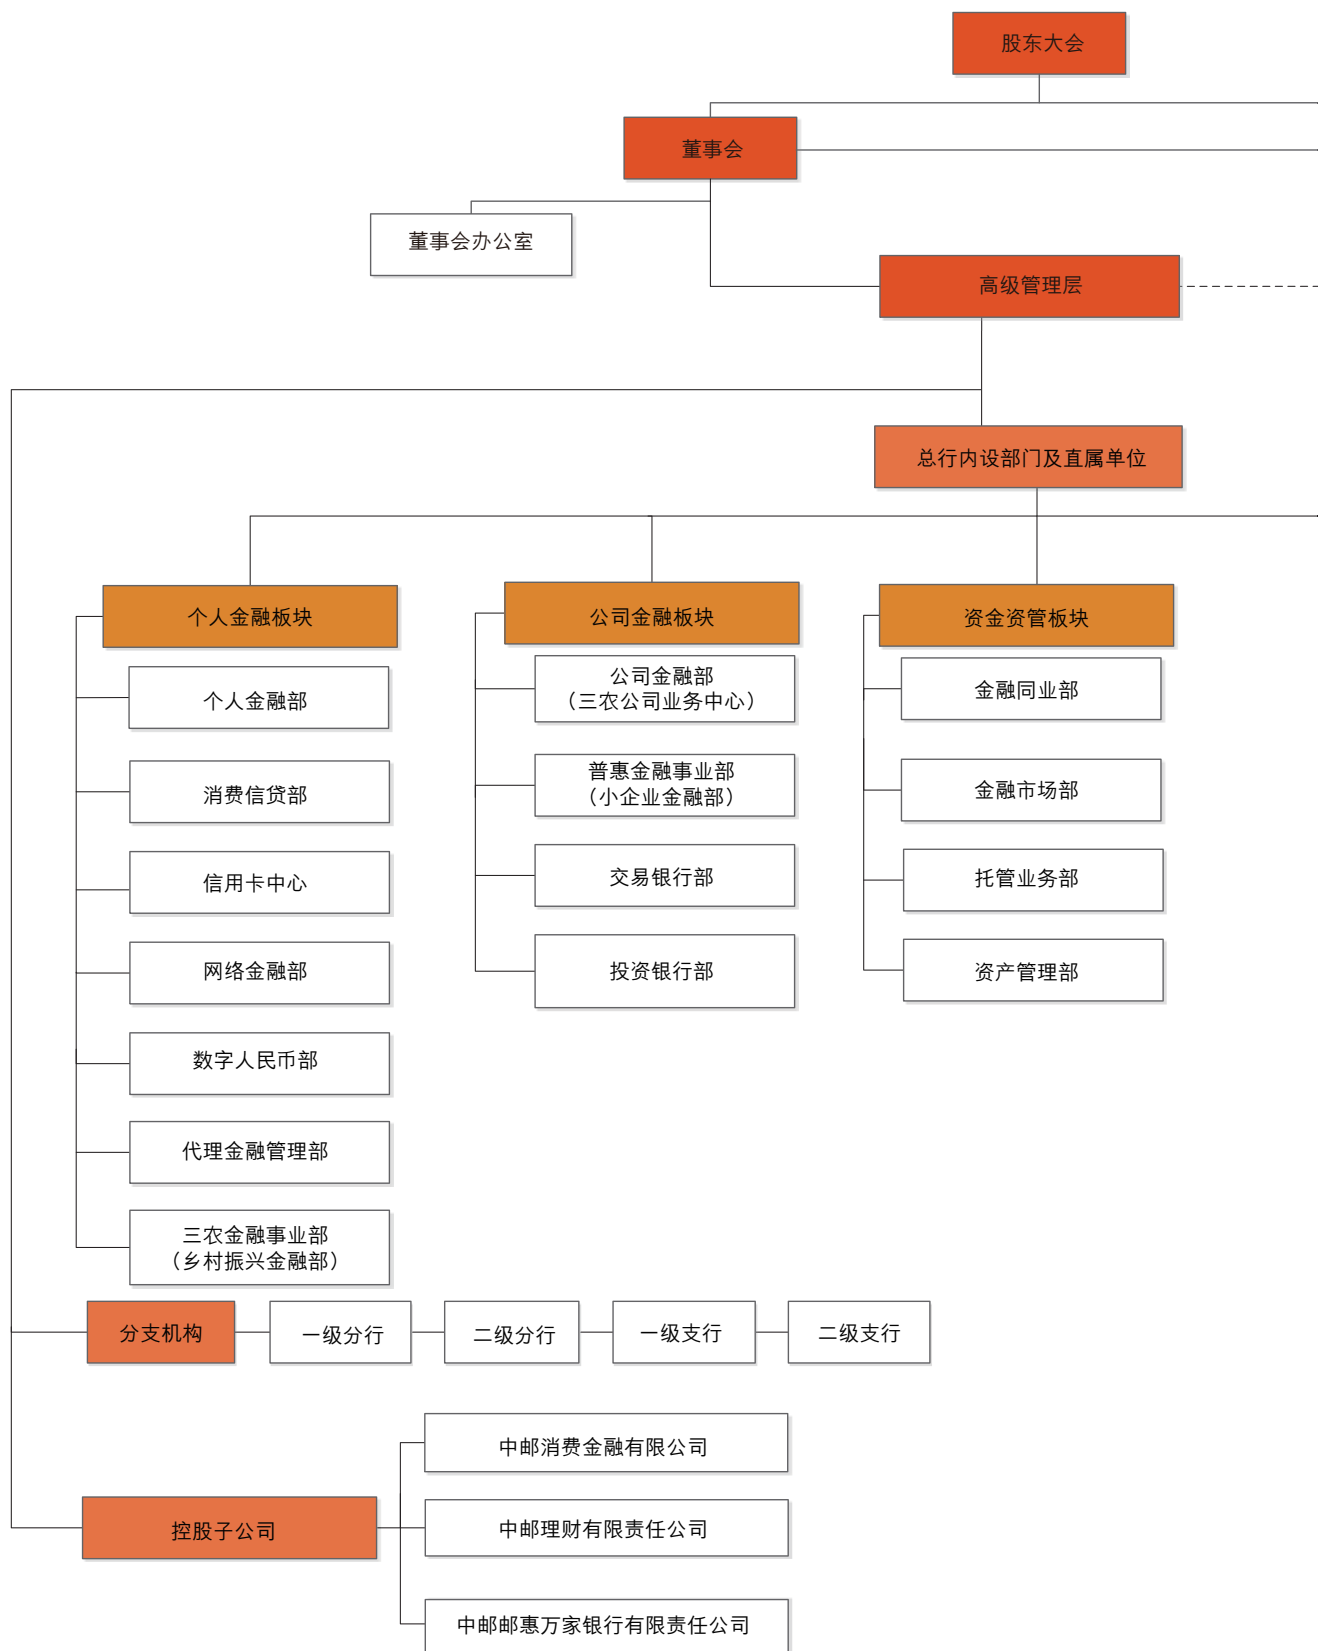 股东大会
董事会
董事会办公室
高级管理层
总行内设部门及直属单位
个人金融板块
个人金融部
消费信贷部
信用卡中心
网络金融部
数字人民币部
代理金融管理部
三农金融事业部
（乡村振兴金融部）
公司金融板块
公司金融部
（三农公司业务中心）
普惠金融事业部
（小企业金融部）
交易银行部
投资银行部
资金资管板块
金融同业部
金融市场部
托管业务部
资产管理部
分支机构
一级分行
二级分行
一级支行
二级支行
控股子公司
中邮消费金融有限公司
中邮理财有限责任公司
中邮邮惠万家银行有限责任公司